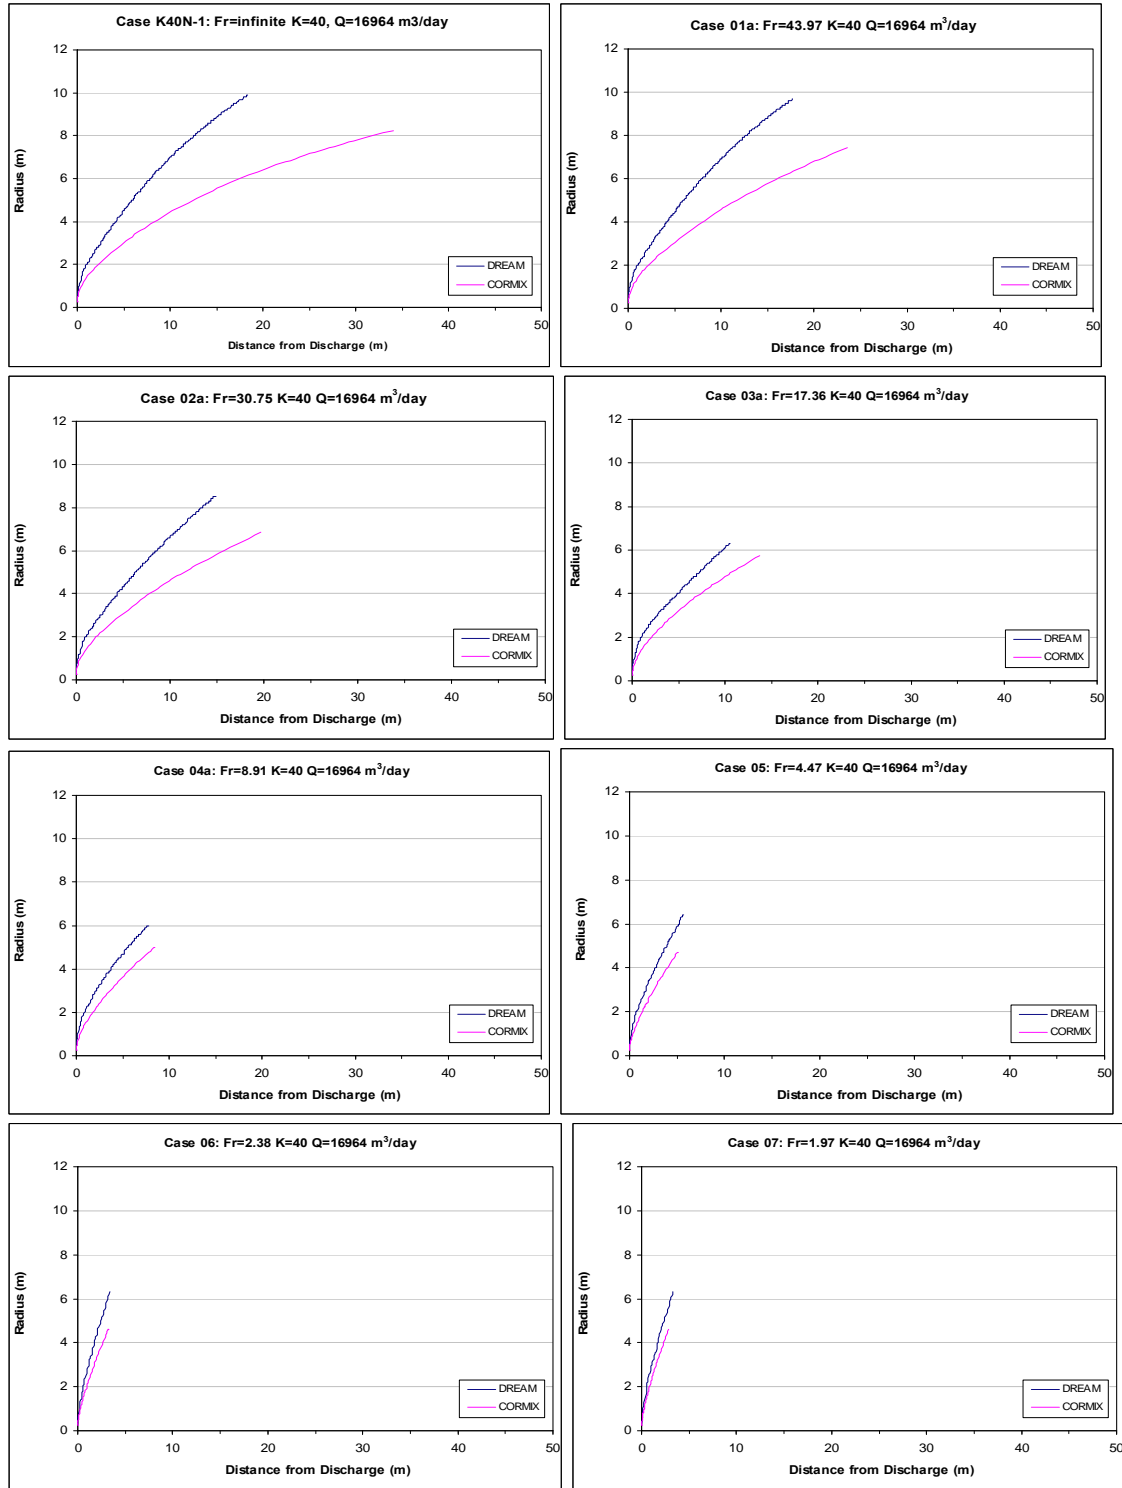 Case K40N-1: Fr=infinite K=40, Q=16964 m3/day
12
10
8
6
4
2
0
Radius (m)
0 10 20 30 40 50
Distance from Discharge (m)
DREAM
CORMIX
Case 01a: Fr=43.97 K=40 Q=16964 m³/day
12
10
8
6
4
2
0
Radius (m)
0 10 20 30 40 50
Distance from Discharge (m)
DREAM
CORMIX
Case 02a: Fr=30.75 K=40 Q=16964 m³/day
12
10
8
6
4
2
0
Radius (m)
0 10 20 30 40 50
Distance from Discharge (m)
DREAM
CORMIX
Case 03a: Fr=17.36 K=40 Q=16964 m³/day
12
10
8
6
4
2
0
Radius (m)
0 10 20 30 40 50
Distance from Discharge (m)
DREAM
CORMIX
Case 04a: Fr=8.91 K=40 Q=16964 m³/day
12
10
8
6
4
2
0
Radius (m)
0 10 20 30 40 50
Distance from Discharge (m)
DREAM
CORMIX
Case 05: Fr=4.47 K=40 Q=16964 m³/day
12
10
8
6
4
2
0
Radius (m)
0 10 20 30 40 50
Distance from Discharge (m)
DREAM
CORMIX
Case 06: Fr=2.38 K=40 Q=16964 m³/day
12
10
8
6
4
2
0
Radius (m)
0 10 20 30 40 50
Distance from Discharge (m)
DREAM
CORMIX
Case 07: Fr=1.97 K=40 Q=16964 m³/day
12
10
8
6
4
2
0
Radius (m)
0 10 20 30 40 50
Distance from Discharge (m)
DREAM
CORMIX